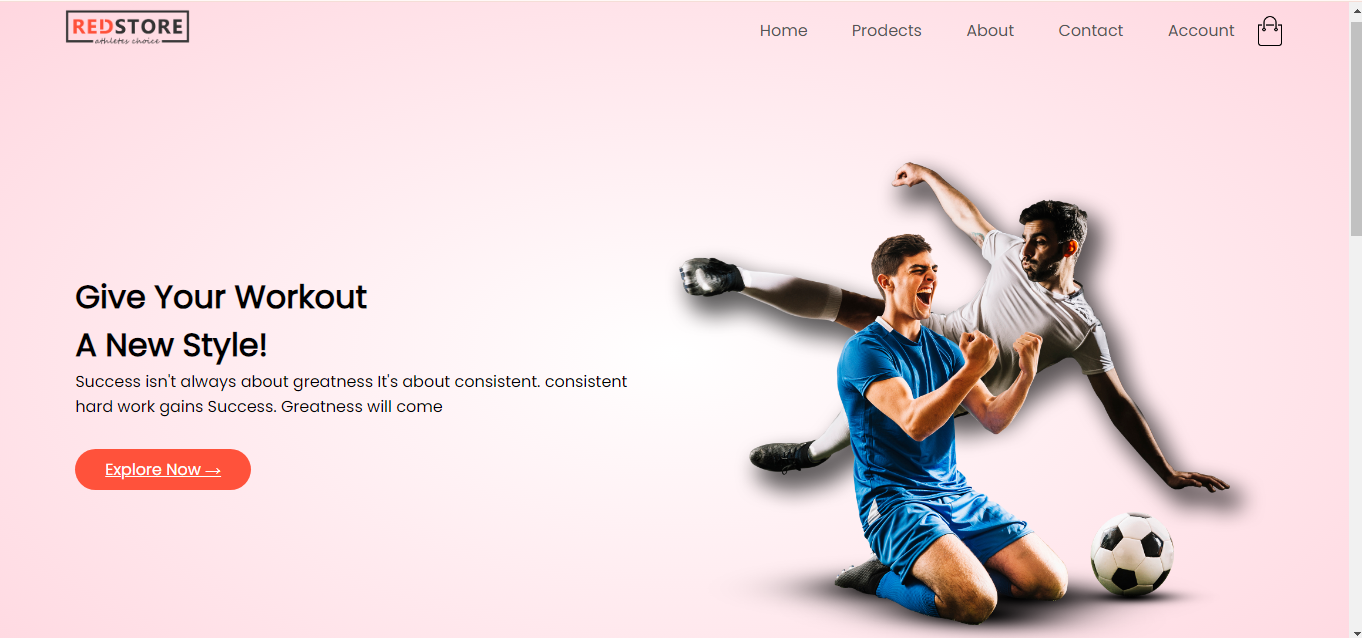 REDSTORE
athletes choice
Home Prodects About Contact Account
Give Your Workout
A New Style!
Success isn't always about greatness It's about consistent. consistent
hard work gains Success. Greatness will come
Explore Now →